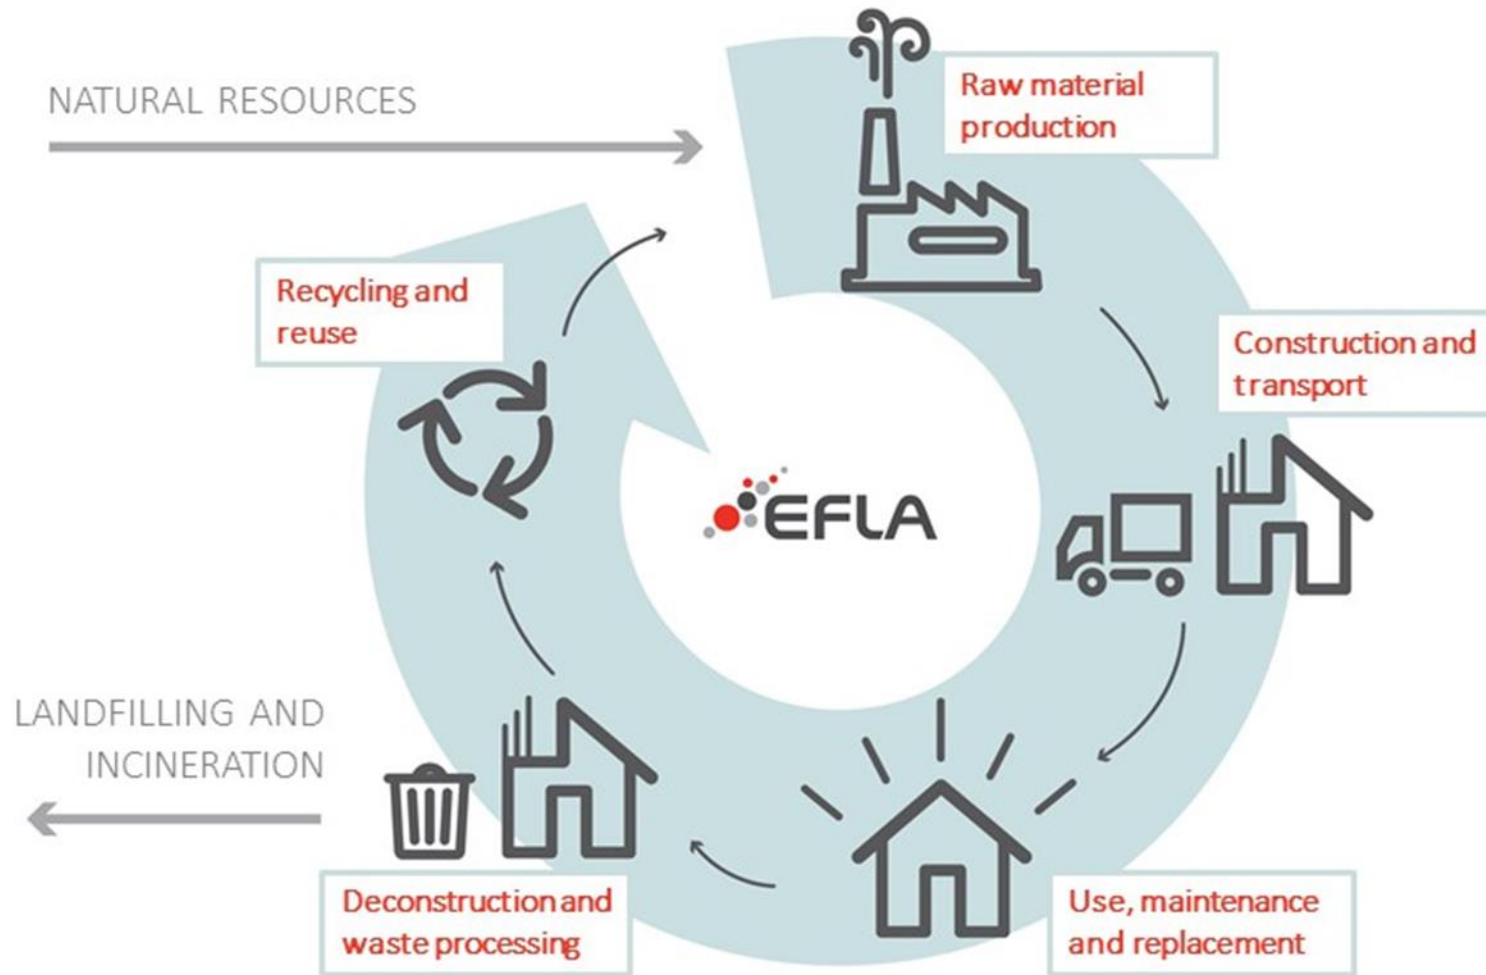 NATURAL RESOURCES
Raw material
production
Recycling and
reuse
Construction and
transport
EFLA
LANDFILLING AND
INCINERATION
Deconstruction and
waste processing
Use, maintenance
and replacement